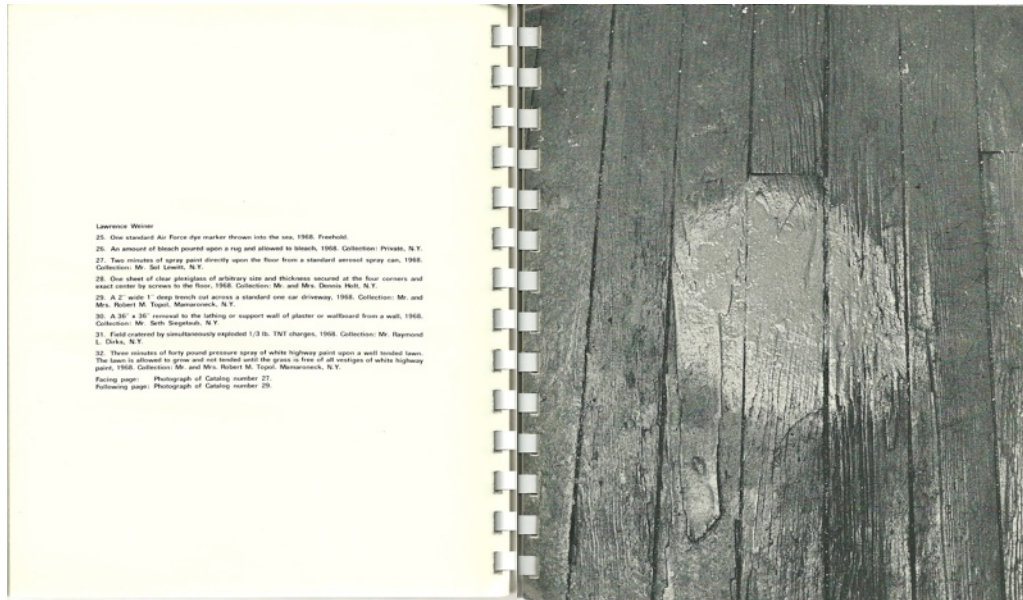 Lawrence Weiner
25. One standard Air Force dye marker thrown into the sea, 1968. Freehold.
26. An amount of bleach poured upon a rug and allowed to bleach, 1968. Collection: Private, N.Y.
27. Two minutes of spray paint directly upon the floor from a standard aerosol spray can, 1968.
Collection: Mr. Sol Lewitt, N.Y.
28. One sheet of clear plexiglass of arbitrary size and thickness secured at the four corners and
exact center by screws to the floor, 1968. Collection: Mr. and Mrs. Dennis Holt, N.Y.
29. A 2" wide 1" deep trench cut across a standard one car driveway, 1968. Collection: Mr. and
Mrs. Robert M. Topol, Mamaroneck, N.Y.
30. A 36" x 36" removal to the lathing or support wall of plaster or wallboard from a wall, 1968.
Collection: Mr. Seth Siegelaub, N.Y.
31. Field cratered by simultaneously exploded 1/3 lb. TNT charges, 1968. Collection: Mr. Raymond
L. Dirks, N.Y.
32. Three minutes of forty pound pressure spray of white highway paint upon a well tended lawn.
The lawn is allowed to grow and not tended until the grass is free of all vestiges of white highway
paint, 1968. Collection: Mr. and Mrs. Robert M. Topol. Mamaroneck, N.Y.
Facing page: Photograph of Catalog number 27.
Following page: Photograph of Catalog number 29.